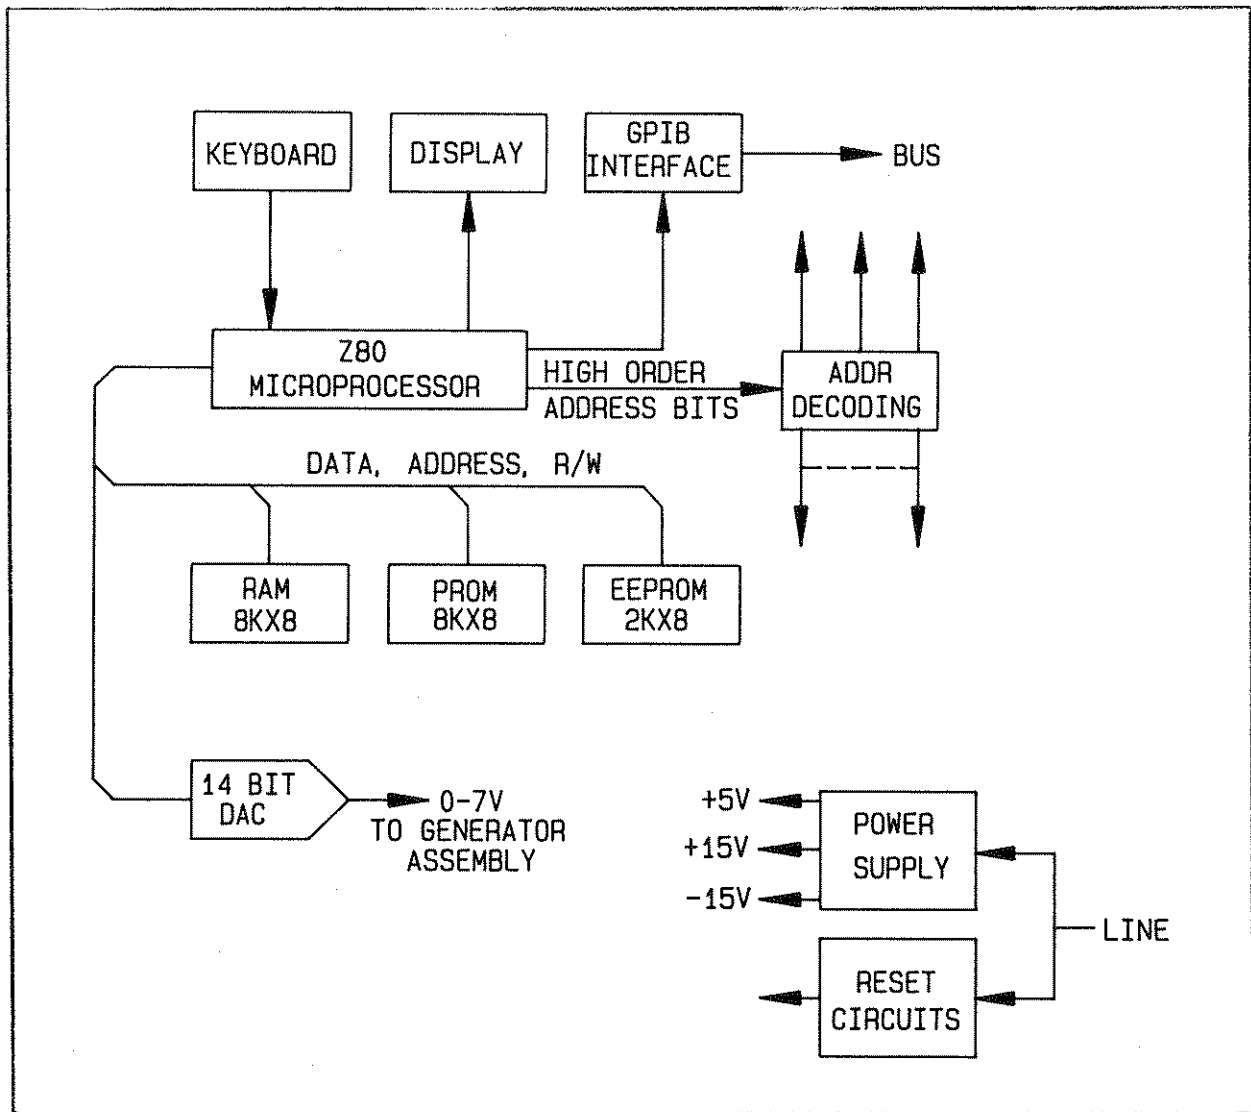 KEYBOARD
DISPLAY
GPIB
INTERFACE
BUS
Z80
MICROPROCESSOR
HIGH ORDER
ADDRESS BITS
ADDR
DECODING
DATA, ADDRESS, R/W
RAM
8KX8
PROM
8KX8
EEPROM
2KX8
14 BIT
DAC
0-7V
TO GENERATOR
ASSEMBLY
+5V
+15V
-15V
POWER
SUPPLY
LINE
RESET
CIRCUITS